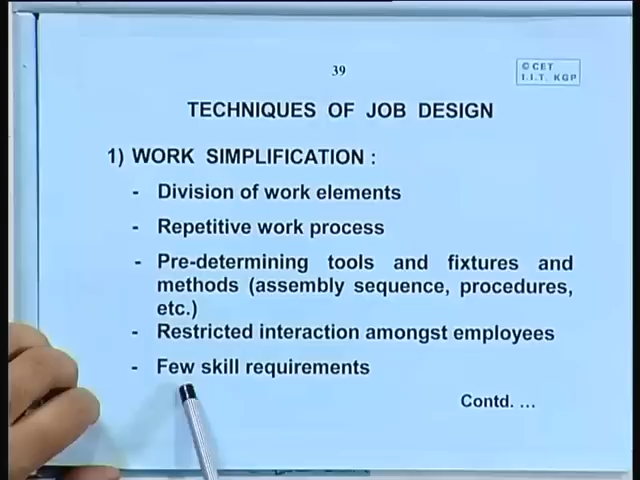 39
© CET
I.I.T. KGP
TECHNIQUES OF JOB DESIGN
1) WORK SIMPLIFICATION :
- Division of work elements
- Repetitive work process
- Pre-determining tools and fixtures and
methods (assembly sequence, procedures,
etc.)
- Restricted interaction amongst employees
- Few skill requirements
Contd. ...